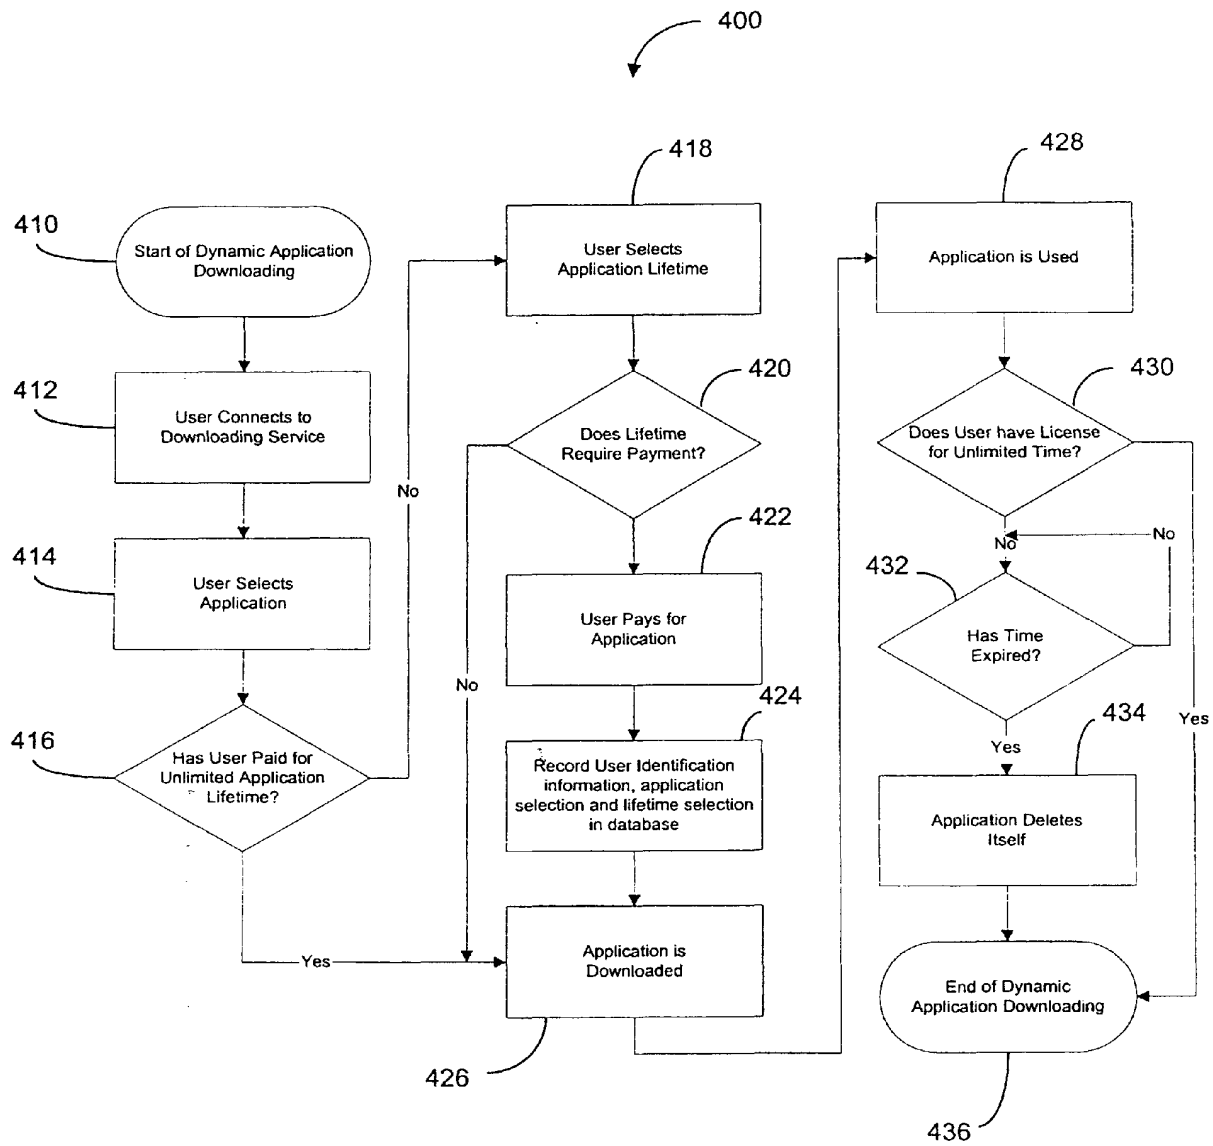 400
410
Start of Dynamic Application
Downloading
412
User Connects to
Downloading Service
414
User Selects
Application
416
Has User Paid for
Unlimited Application
Lifetime?
No
Yes
418
User Selects
Application Lifetime
420
Does Lifetime
Require Payment?
No
422
User Pays for
Application
424
Record User Identification
information, application
selection and lifetime selection
in database
Application is
Downloaded
426
428
Application is Used
430
Does User have License
for Unlimited Time?
No
No
432
Has Time
Expired?
Yes
Yes
434
Application Deletes
Itself
End of Dynamic
Application Downloading
436